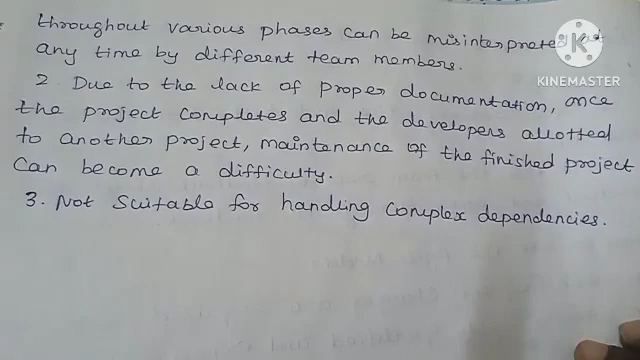 throughout various phases can be misinterpreted at
any time by different team members.
KINEMASTER
2. Due to the lack of proper documentation, once
the project completes and the developers allotted
to another project, maintenance of the finished project
Can become a difficulty.
3. Not Suitable for handling Complex dependencies.